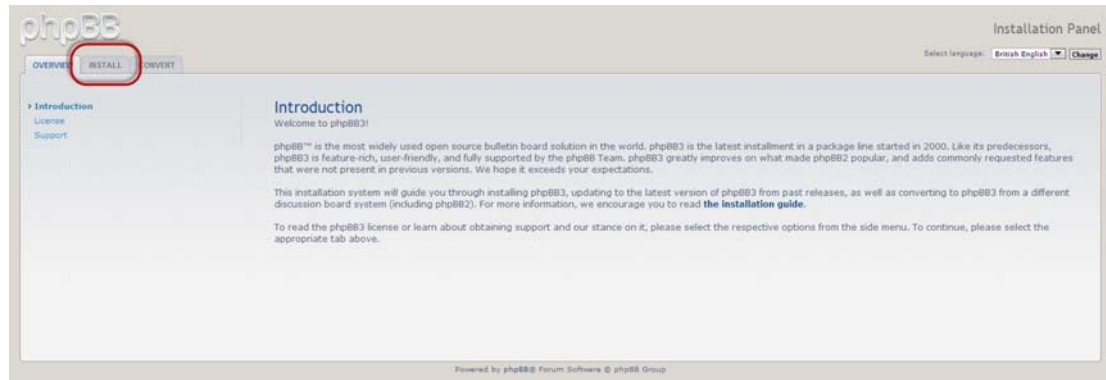 phpBB
Installation Panel
Select language: British English Change
OVERVIEW INSTALL CONVERT
Introduction
License
Support
Introduction
Welcome to phpBB3!
phpBB™ is the most widely used open source bulletin board solution in the world. phpBB3 is the latest installment in a package line started in 2000. Like its predecessors,
phpBB3 is feature-rich, user-friendly, and fully supported by the phpBB Team. phpBB3 greatly improves on what made phpBB2 popular, and adds commonly requested features
that were not present in previous versions. We hope it exceeds your expectations.
This installation system will guide you through installing phpBB3, updating to the latest version of phpBB3 from past releases, as well as converting to phpBB3 from a different
discussion board system (including phpBB2). For more information, we encourage you to read the installation guide.
To read the phpBB3 license or learn about obtaining support and our stance on it, please select the respective options from the side menu. To continue, please select the
appropriate tab above.
Powered by phpBB® Forum Software © phpBB Group